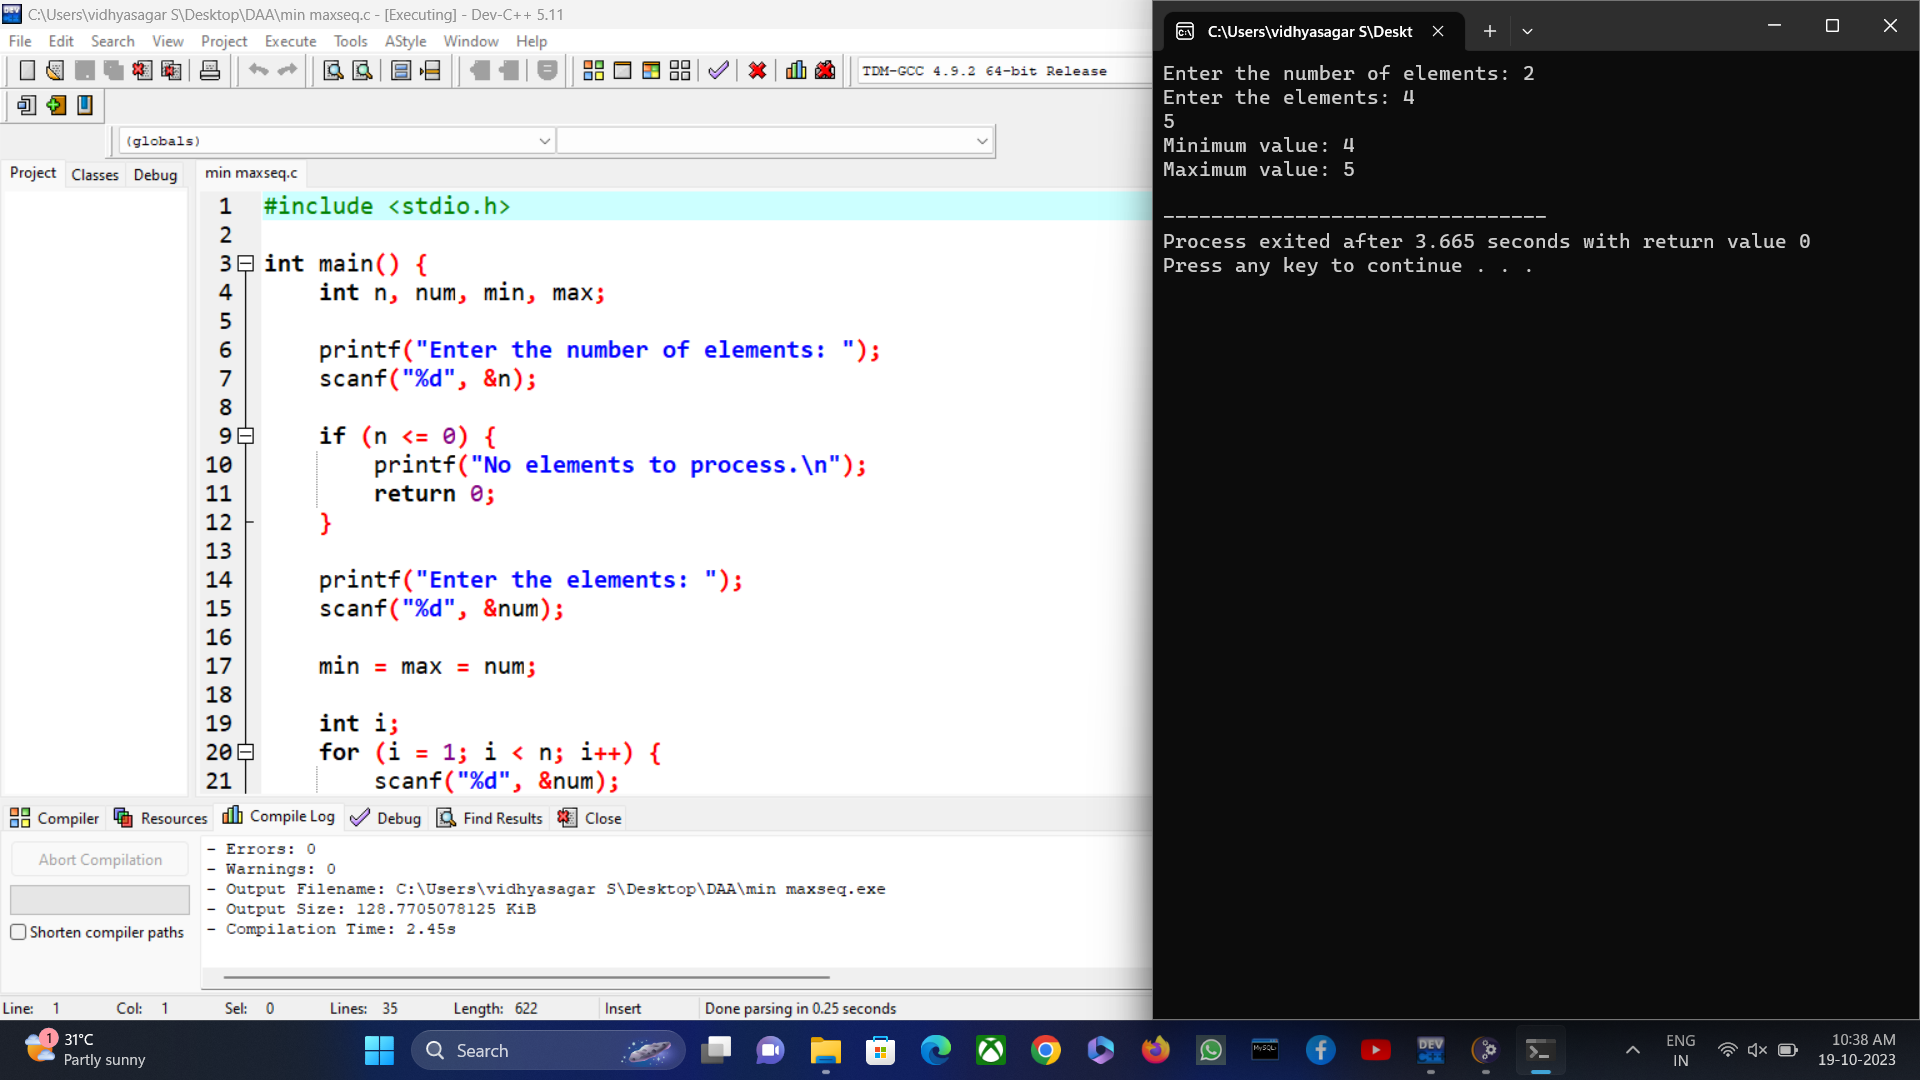 C:\Users\vidhyasagar S\Desktop\DAA\min maxseq.c - [Executing] - Dev-C++ 5.11
File Edit Search View Project Execute Tools AStyle Window Help
TDM-GCC 4.9.2 64-bit Release
(globals)
Project Classes Debug
min maxseq.c
1 #include <stdio.h>
2
3 int main() {
4 int n, num, min, max;
5
6 printf("Enter the number of elements: ");
7 scanf("%d", &n);
8
9 if (n <= 0) {
10 printf("No elements to process.\n");
11 return 0;
12 }
13
14 printf("Enter the elements: ");
15 scanf("%d", &num);
16
17 min = max = num;
18
19 int i;
20 for (i = 1; i < n; i++) {
21 scanf("%d", &num);
Compiler Resources Compile Log Debug Find Results Close
Abort Compilation
Shorten compiler paths
- Errors: 0
- Warnings: 0
- Output Filename: C:\Users\vidhyasagar S\Desktop\DAA\min maxseq.exe
- Output Size: 128.7705078125 KiB
- Compilation Time: 2.45s
Line: 1 Col: 1 Sel: 0 Lines: 35 Length: 622 Insert Done parsing in 0.25 seconds
C:\Users\vidhyasagar S\Deskt
Enter the number of elements: 2
Enter the elements: 4
5
Minimum value: 4
Maximum value: 5
--------------------------------
Process exited after 3.665 seconds with return value 0
Press any key to continue . . .
1
31°C
Partly sunny
Search
MySQL
DEV
ENG
IN
10:38 AM
19-10-2023